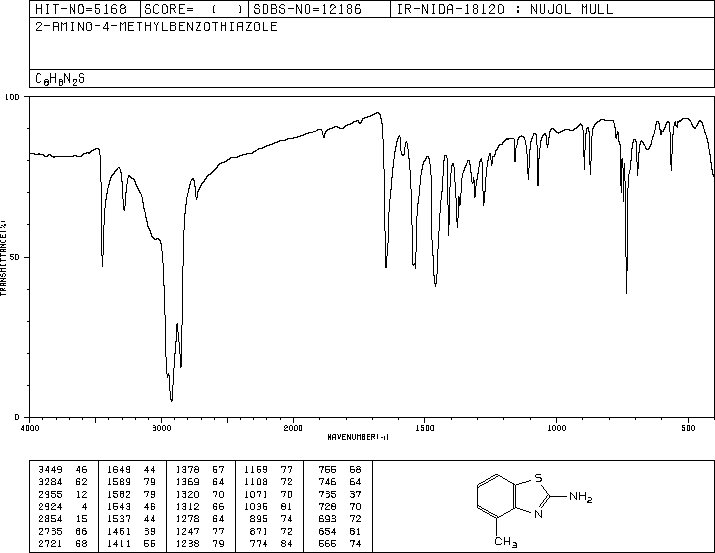 HIT-NO=5168 SCORE= ( ) SDBS-NO=12186 IR-NIDA-18120 : NUJOL MULL
2-AMINO-4-METHYLBENZOTHIAZOLE
C8H8N2S
100
50
0
TRANSMITTANCE(%)
4000 3000 2000 1500 1000 500
WAVENUMBER(-1)
3449 46 1649 44 1378 57 1159 77 755 68
3284 62 1589 79 1369 64 1108 72 746 64
2955 12 1582 79 1320 70 1071 70 735 37
2924 4 1543 46 1312 66 1036 81 728 70
2854 15 1537 44 1278 64 895 74 693 72
2735 66 1461 39 1247 77 871 72 654 81
2721 68 1411 55 1238 79 774 84 565 74
S
NH2
N
CH3